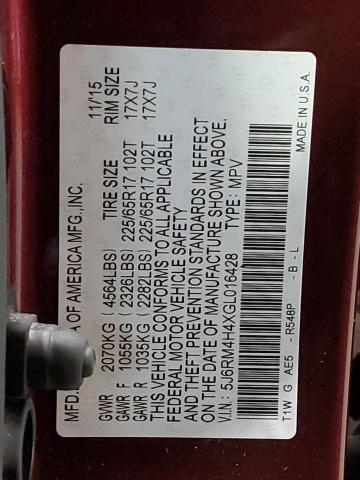 MFD. A OF AMERICA MFG.,INC. 11/15
TIRE SIZE RIM SIZE
GVWR 2070KG ( 4564LBS)
GAWR F 1055KG ( 2326LBS) 225/65R17 102T 17X7J
GAWR R 1035KG ( 2282LBS) 225/65R17 102T 17X7J
THIS VEHICLE CONFORMS TO ALL APPLICABLE
FEDERAL MOTOR VEHICLE SAFETY
AND THEFT PREVENTION STANDARDS IN EFFECT
ON THE DATE OF MANUFACTURE SHOWN ABOVE.
V.I.N.: 5J6RM4H4XGL016428 TYPE: MPV
T1W G AE5 - R548P - B - L MADE IN U.S.A.